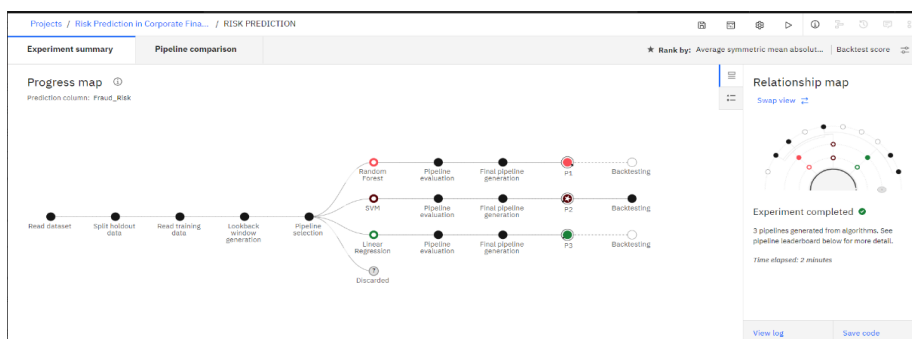 Projects / Risk Prediction in Corporate Fina... / RISK PREDICTION
Experiment summary
Pipeline comparison
Rank by: Average symmetric mean absolut... | Backtest score
Progress map
Prediction column: Fraud_Risk
Read dataset
Split holdout
data
Read training
data
Lookback
window
generation
Pipeline
selection
Random
Forest
Pipeline
evaluation
Final pipeline
generation
P1
Backtesting
SVM
Pipeline
evaluation
Final pipeline
generation
P2
Backtesting
Linear
Regression
Pipeline
evaluation
Final pipeline
generation
P3
Backtesting
?
Discarded
Relationship map
Swap view
Experiment completed
3 pipelines generated from algorithms. See
pipeline leaderboard below for more detail.
Time elapsed: 2 minutes
View log
Save code